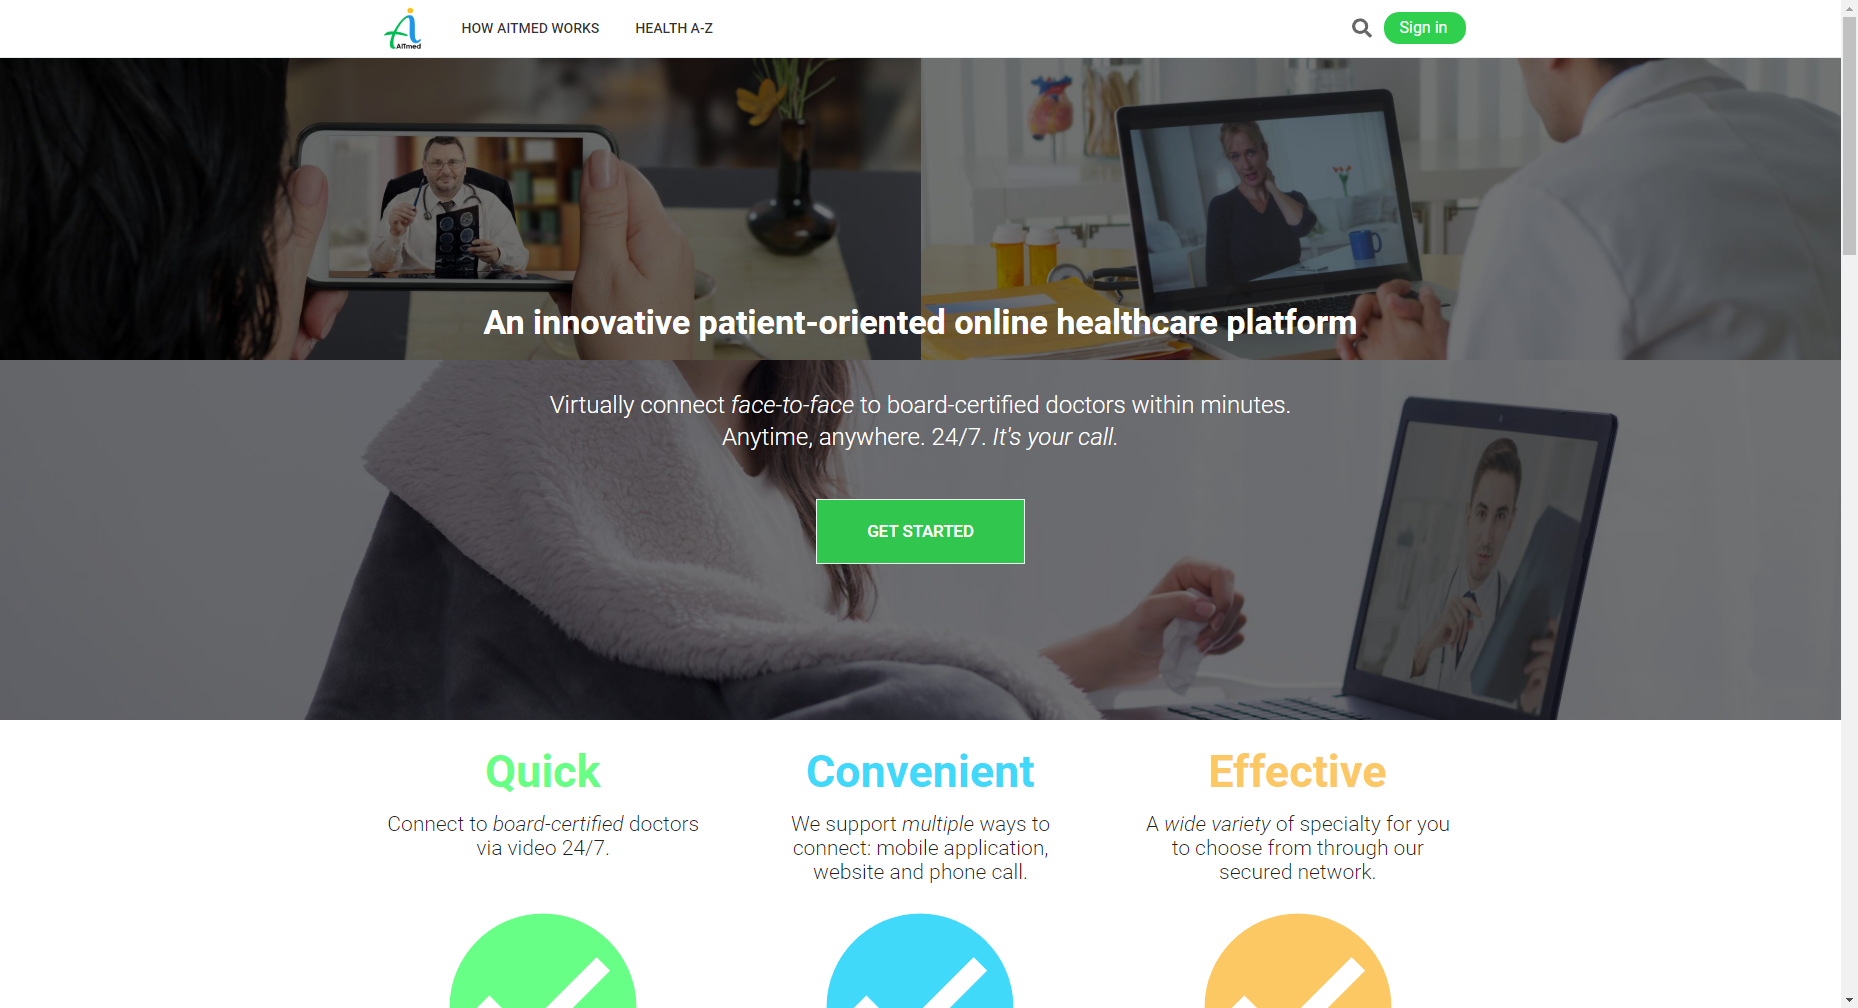 AiTmed
HOW AITMED WORKS
HEALTH A-Z
Sign in
An innovative patient-oriented online healthcare platform
Virtually connect face-to-face to board-certified doctors within minutes.
Anytime, anywhere. 24/7. It's your call.
GET STARTED
Quick
Connect to board-certified doctors
via video 24/7.
Convenient
We support multiple ways to
connect: mobile application,
website and phone call.
Effective
A wide variety of specialty for you
to choose from through our
secured network.